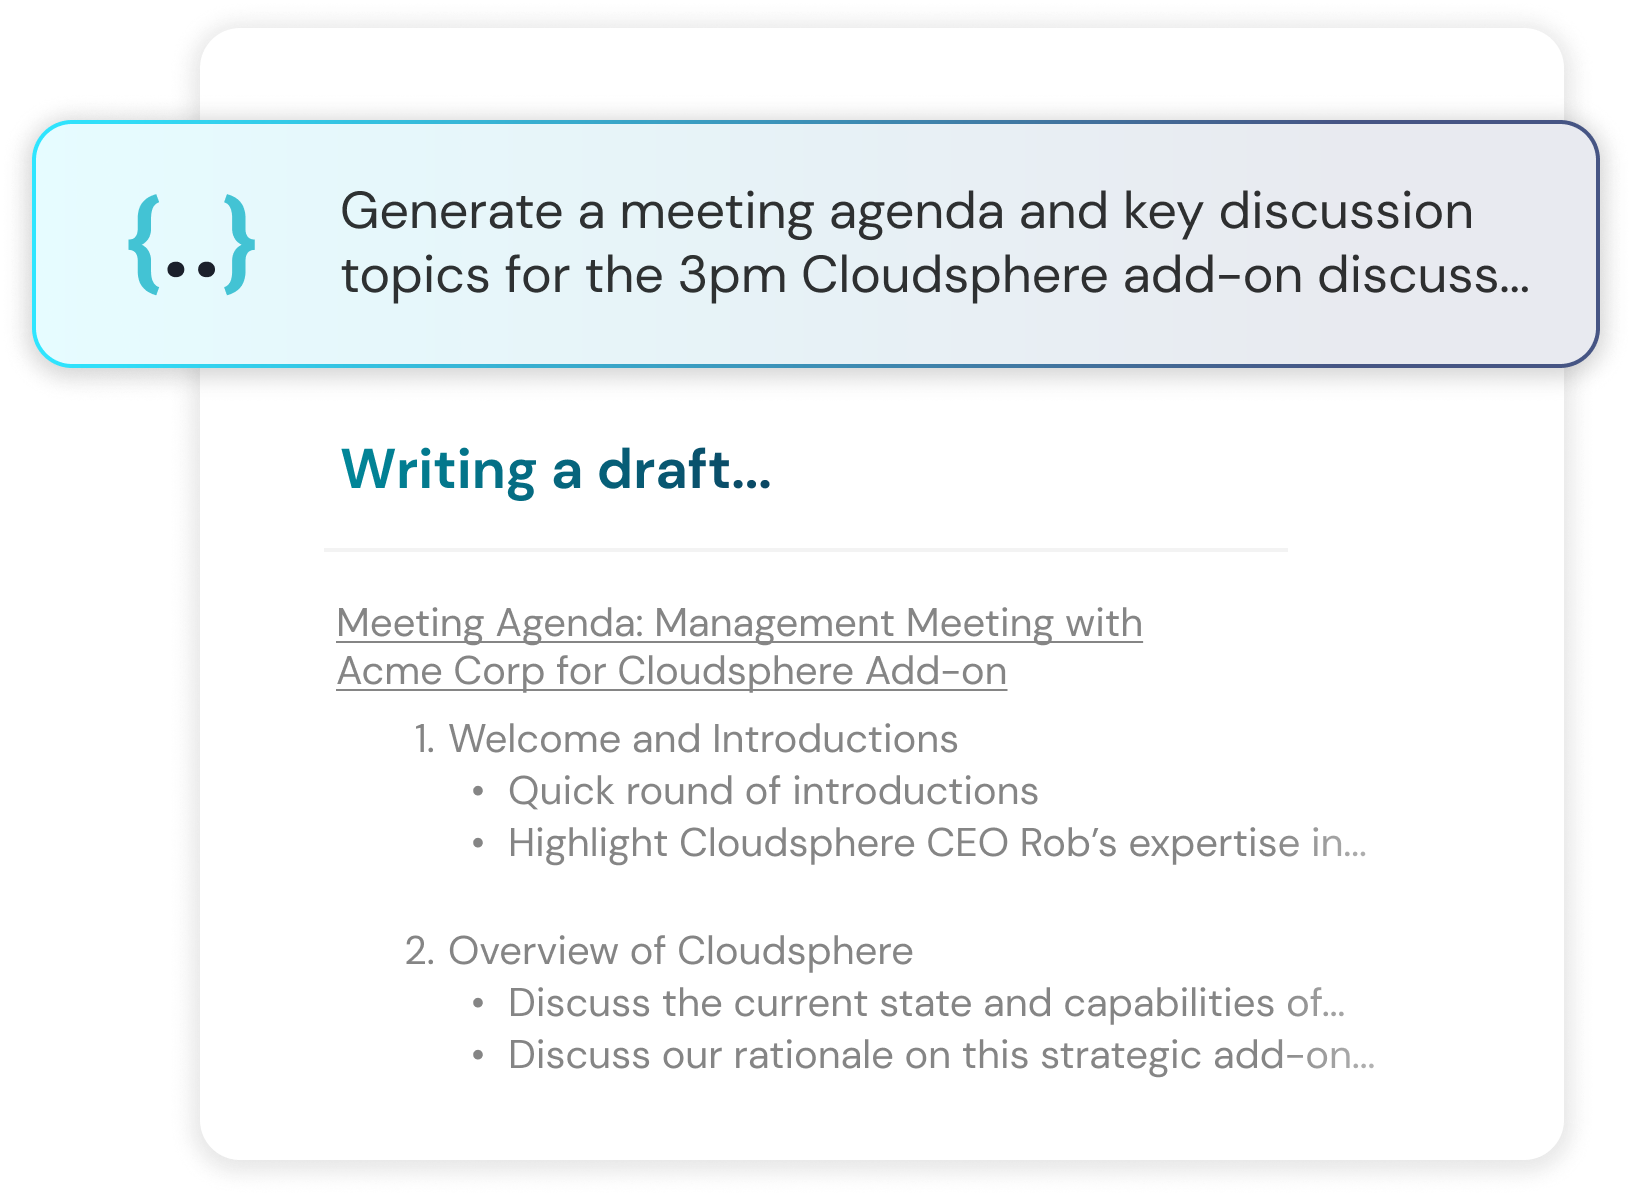 {..}
Generate a meeting agenda and key discussion
topics for the 3pm Cloudsphere add-on discuss...
Writing a draft...
Meeting Agenda: Management Meeting with
Acme Corp for Cloudsphere Add-on
1. Welcome and Introductions
• Quick round of introductions
• Highlight Cloudsphere CEO Rob’s expertise in...
2. Overview of Cloudsphere
• Discuss the current state and capabilities of...
• Discuss our rationale on this strategic add-on...